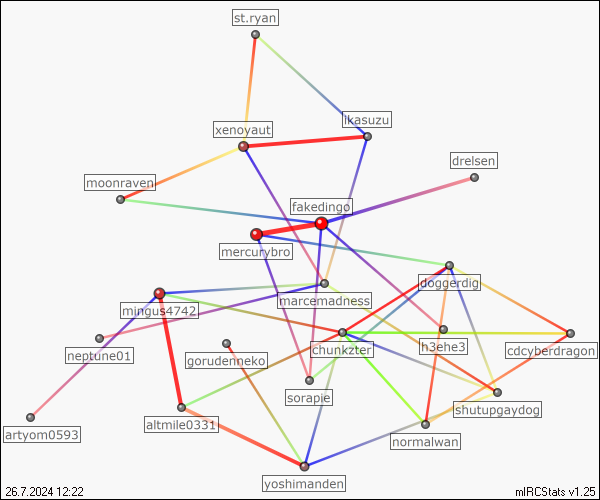 st.ryan
ikasuzu
xenoyaut
drelsen
moonraven
fakedingo
mercurybro
doggerdig
marcemadness
mingus4742
h3ehe3
chunkzter
cdcyberdragon
neptune01
gorudenneko
sorapie
shutupgaydog
altmile0331
artyom0593
normalwan
yoshimanden
26.7.2024 12:22
mIRCStats v1.25